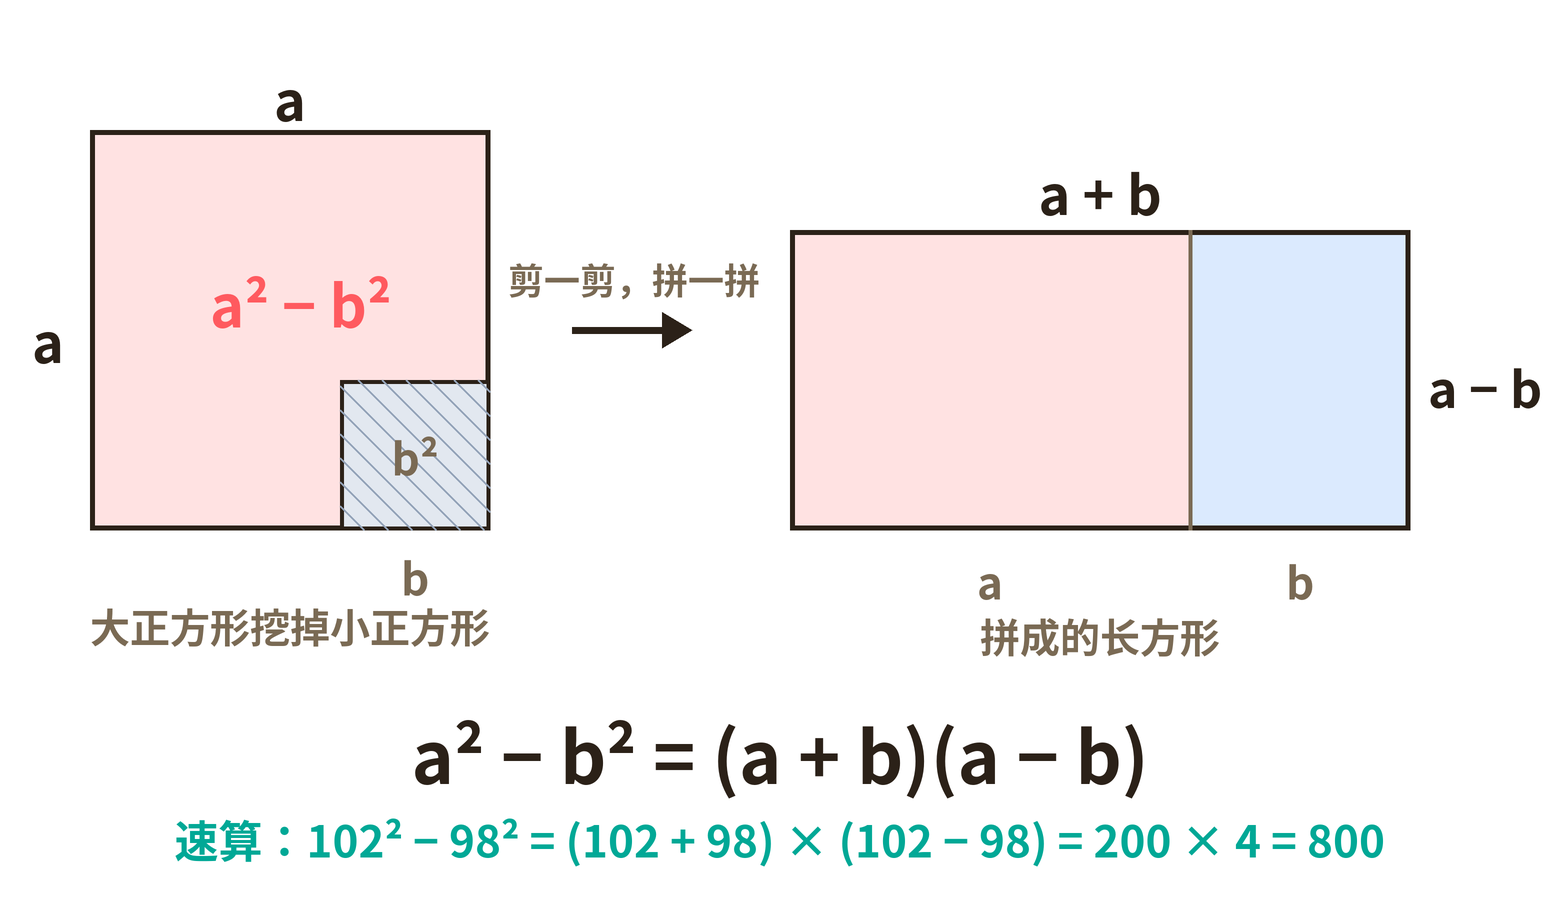 a
a
a² − b²
b²
b
大正方形挖掉小正方形
剪一剪，拼一拼
a + b
a − b
a
b
拼成的长方形
a² − b² = (a + b)(a − b)
速算：102² − 98² = (102 + 98) × (102 − 98) = 200 × 4 = 800